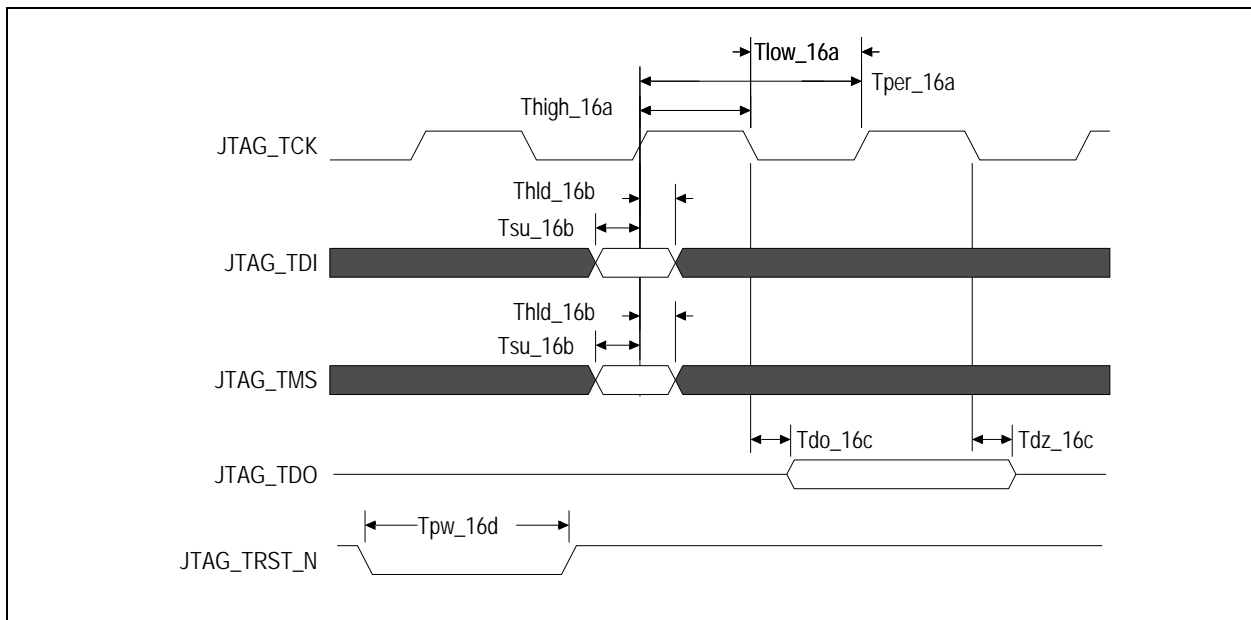 Tlow_16a
Tper_16a
Thigh_16a
JTAG_TCK
Thld_16b
Tsu_16b
JTAG_TDI
Thld_16b
Tsu_16b
JTAG_TMS
Tdo_16c
Tdz_16c
JTAG_TDO
Tpw_16d
JTAG_TRST_N